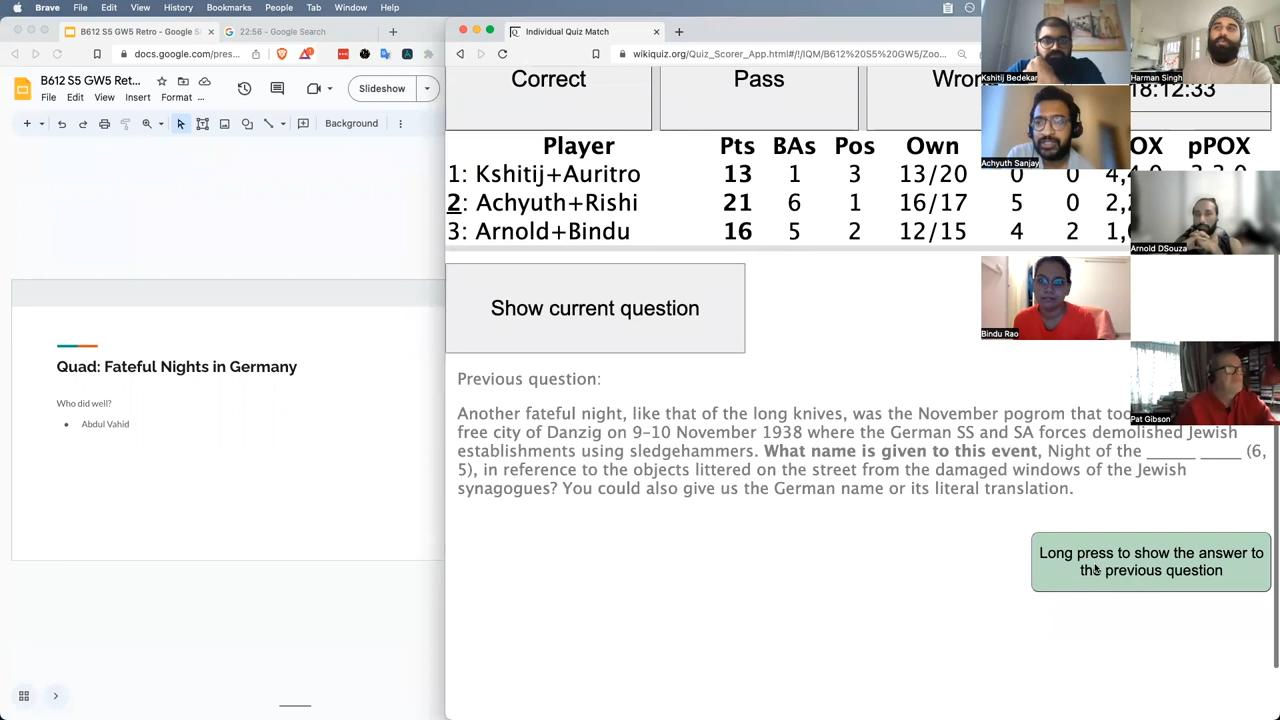 Brave File Edit View History Bookmarks People Tab Window
B612 S5 GW5 Retro - Google
22:56 - Google Search
docs.google.com/pres...
B612 S5 GW5 Ret...
File Edit View Insert Format ...
Slideshow
Background
Quad: Fateful Nights in Germany
Who did well?
● Abdul Vahid
Individual Quiz Match
wikiquiz.org/Quiz_Scorer_App.html#/!/IQM/B612%20S5%20GW5/Zoo...
Correct
Pass
18:12:33
Player Pts BAs Pos Own pPOX
1: Kshitij+Auritro 13 1 3 13/20 0 0
2: Achyuth+Rishi 21 6 1 16/17 5 0
3: Arnold+Bindu 16 5 2 12/15 4 2
Show current question
Previous question:
Another fateful night, like that of the long knives, was the November pogrom that
free city of Danzig on 9-10 November 1938 where the German SS and SA forces demolished Jewish
establishments using sledgehammers. What name is given to this event, Night of the _____ _____ (6,
5), in reference to the objects littered on the street from the damaged windows of the Jewish
synagogues? You could also give us the German name or its literal translation.
Long press to show the answer to
the previous question
Kshitij Bedekar
Harman Singh
Achyuth Sanjay
Arnold DSouza
Bindu Rao
Pat Gibson